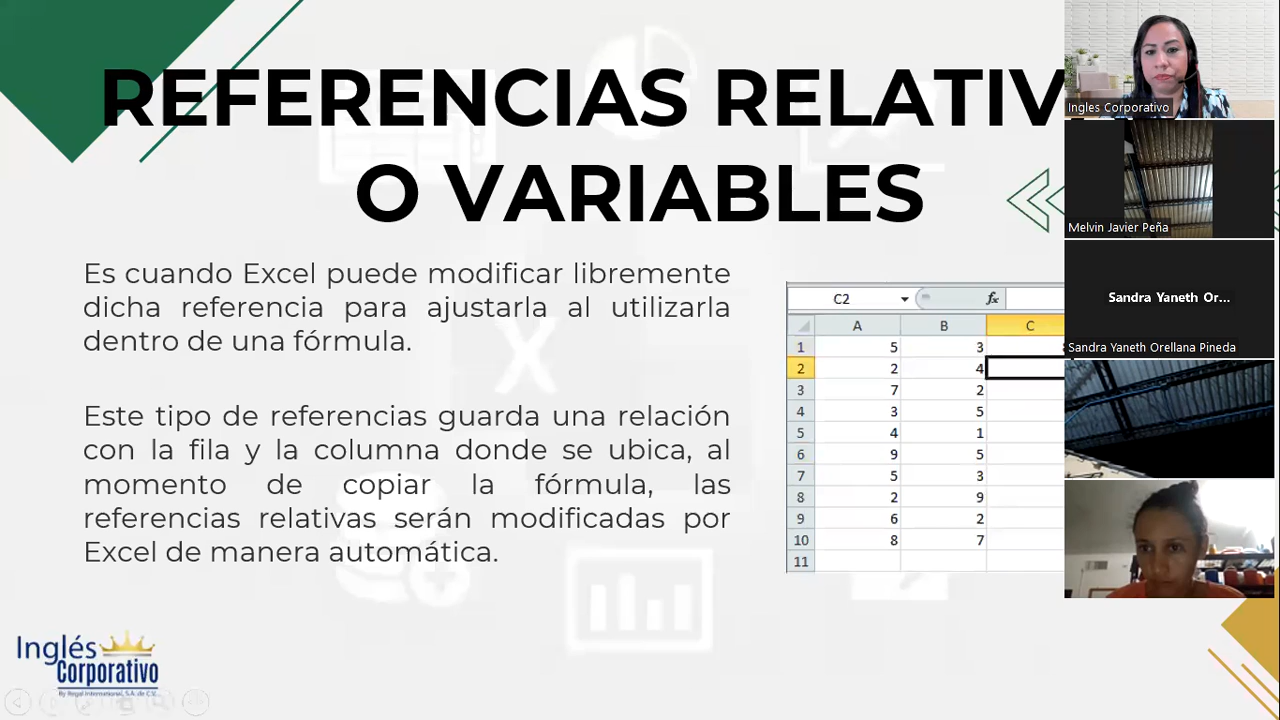 REFERENCIAS RELATIV
O VARIABLES
Es cuando Excel puede modificar libremente
dicha referencia para ajustarla al utilizarla
dentro de una fórmula.
Este tipo de referencias guarda una relación
con la fila y la columna donde se ubica, al
momento de copiar la fórmula, las
referencias relativas serán modificadas por
Excel de manera automática.
C2 fx
A B C
1 5 3
2 2 4
3 7 2
4 3 5
5 4 1
6 9 5
7 5 3
8 2 9
9 6 2
10 8 7
11
Ingles Corporativo
Melvin Javier Peña
Sandra Yaneth Or...
Sandra Yaneth Orellana Pineda
Inglés
Corporativo
By Regal International, S.A. de C.V.